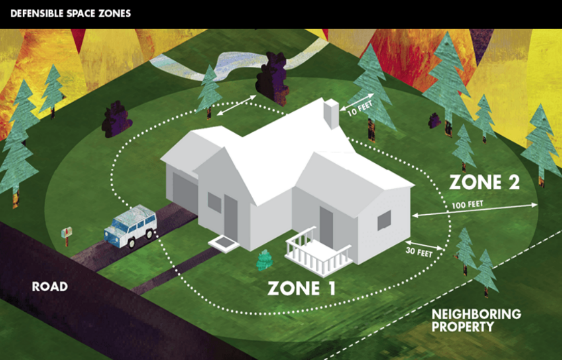 DEFENSIBLE SPACE ZONES
10 FEET
ZONE 2
100 FEET
30 FEET
ZONE 1
ROAD
NEIGHBORING
PROPERTY